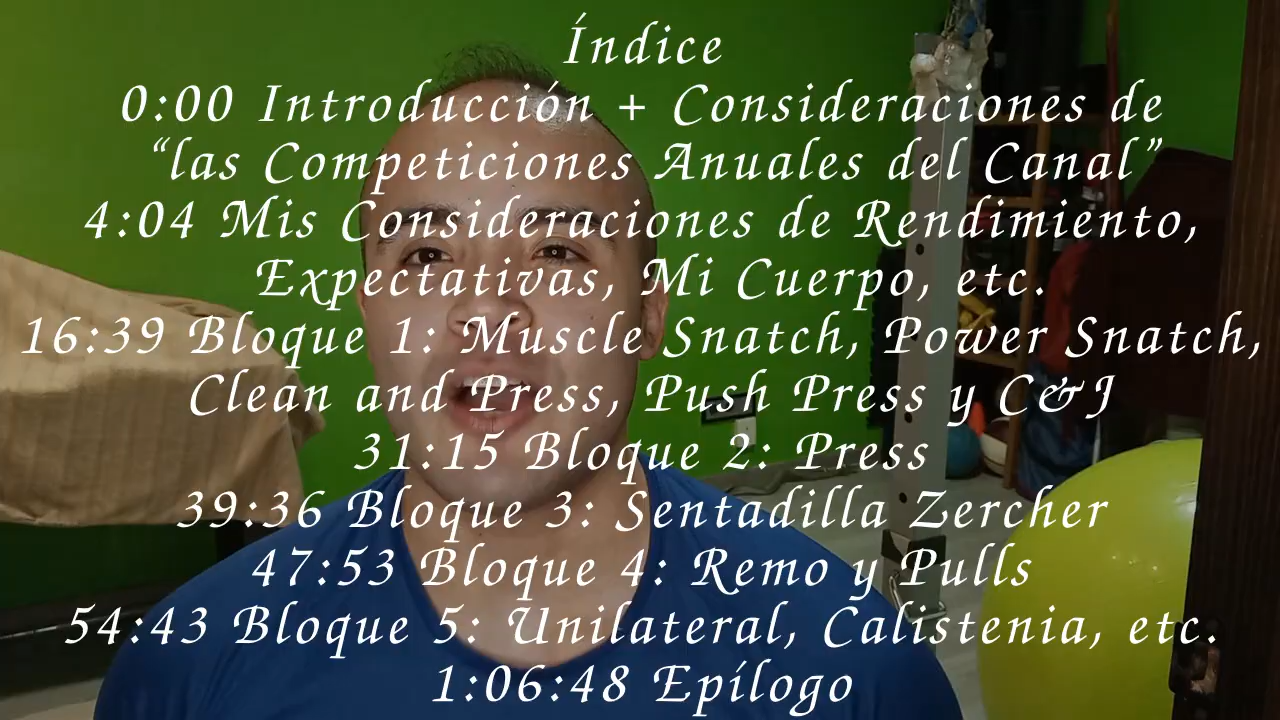 Índice
0:00 Introducción + Consideraciones de
“las Competiciones Anuales del Canal”
4:04 Mis Consideraciones de Rendimiento,
Expectativas, Mi Cuerpo, etc.
16:39 Bloque 1: Muscle Snatch, Power Snatch,
Clean and Press, Push Press y C&J
31:15 Bloque 2: Press
39:36 Bloque 3: Sentadilla Zercher
47:53 Bloque 4: Remo y Pulls
54:43 Bloque 5: Unilateral, Calistenia, etc.
1:06:48 Epílogo